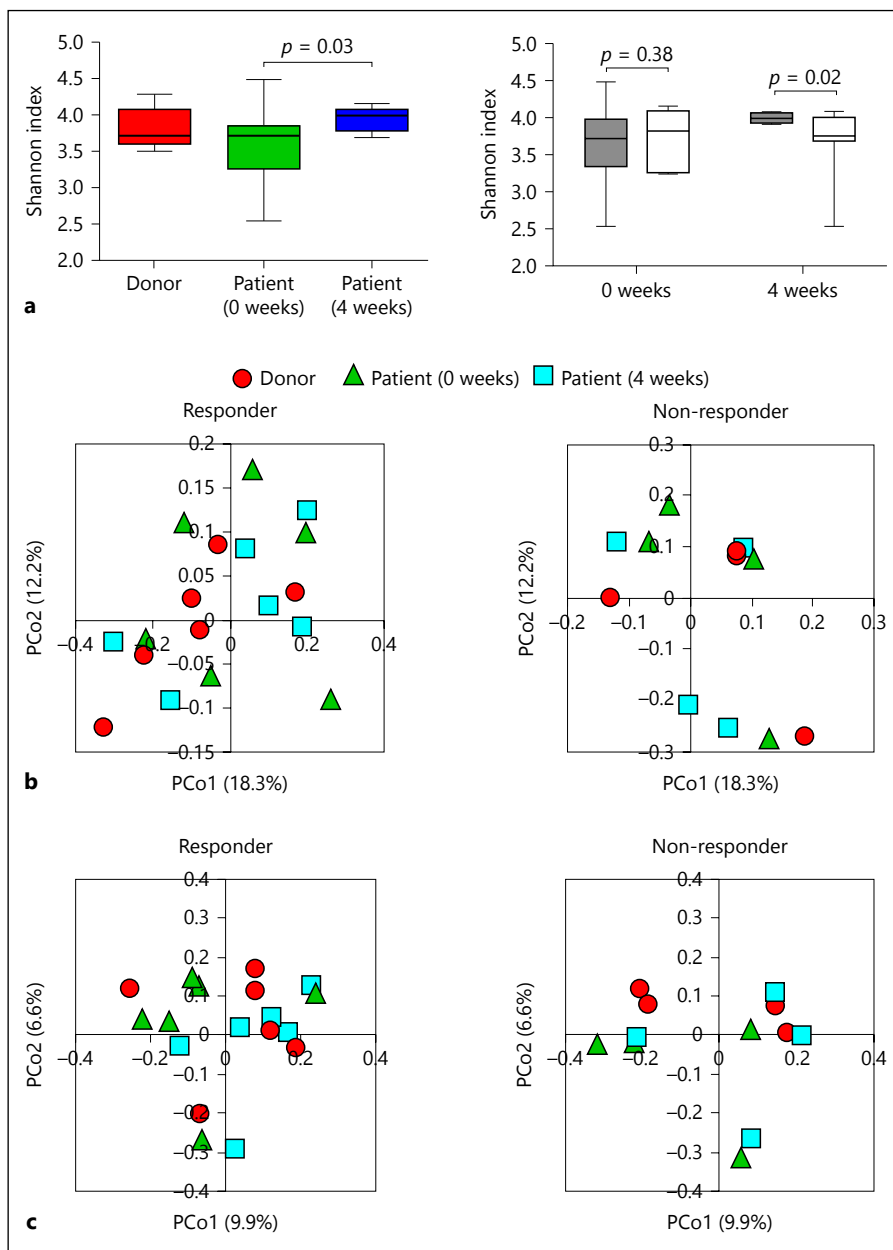 p = 0.03
5.0
4.5
4.0
3.5
3.0
2.5
2.0
Shannon index
Donor
Patient
(0 weeks)
Patient
(4 weeks)
p = 0.38
p = 0.02
5.0
4.5
4.0
3.5
3.0
2.5
2.0
Shannon index
0 weeks
4 weeks
a
Donor
Patient (0 weeks)
Patient (4 weeks)
Responder
0.2
0.15
0.1
0.05
0
−0.05
−0.1
−0.15
−0.4
−0.2
0
0.2
0.4
PCo2 (12.2%)
PCo1 (18.3%)
Non-responder
0.3
0.2
0.1
0
−0.1
−0.2
−0.3
−0.2
−0.1
0
0.1
0.2
0.3
PCo2 (12.2%)
PCo1 (18.3%)
b
Responder
0.4
0.3
0.2
0.1
0
−0.1
−0.2
−0.3
−0.4
−0.4
−0.2
0
0.2
0.4
PCo2 (6.6%)
PCo1 (9.9%)
Non-responder
0.4
0.3
0.2
0.1
0
−0.1
−0.2
−0.3
−0.4
−0.4
−0.2
0
0.2
0.4
PCo2 (6.6%)
PCo1 (9.9%)
c